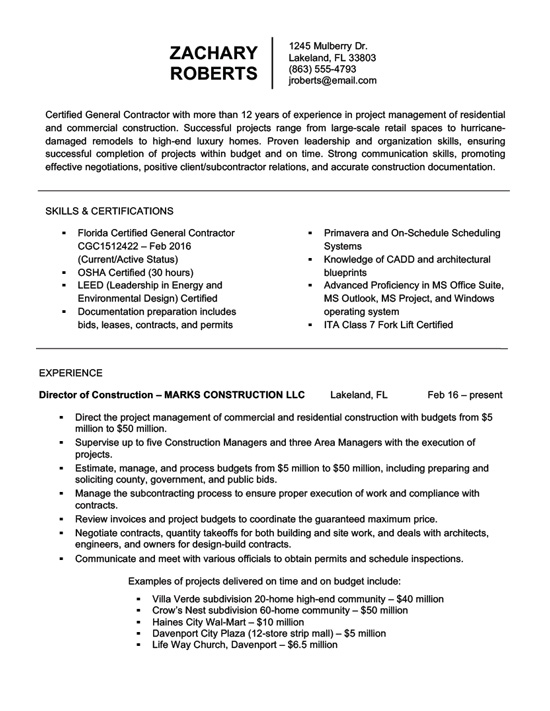 ZACHARY
ROBERTS
1245 Mulberry Dr.
Lakeland, FL 33803
(863) 555-4793
jroberts@email.com
Certified General Contractor with more than 12 years of experience in project management of residential
and commercial construction. Successful projects range from large-scale retail spaces to hurricane-
damaged remodels to high-end luxury homes. Proven leadership and organization skills, ensuring
successful completion of projects within budget and on time. Strong communication skills, promoting
effective negotiations, positive client/subcontractor relations, and accurate construction documentation.
SKILLS & CERTIFICATIONS
▪ Florida Certified General Contractor
CGC1512422 – Feb 2016
(Current/Active Status)
▪ OSHA Certified (30 hours)
▪ LEED (Leadership in Energy and
Environmental Design) Certified
▪ Documentation preparation includes
bids, leases, contracts, and permits
▪ Primavera and On-Schedule Scheduling
Systems
▪ Knowledge of CADD and architectural
blueprints
▪ Advanced Proficiency in MS Office Suite,
MS Outlook, MS Project, and Windows
operating system
▪ ITA Class 7 Fork Lift Certified
EXPERIENCE
Director of Construction – MARKS CONSTRUCTION LLC Lakeland, FL Feb 16 – present
▪ Direct the project management of commercial and residential construction with budgets from $5
million to $50 million.
▪ Supervise up to five Construction Managers and three Area Managers with the execution of
projects.
▪ Estimate, manage, and process budgets from $5 million to $50 million, including preparing and
soliciting county, government, and public bids.
▪ Manage the subcontracting process to ensure proper execution of work and compliance with
contracts.
▪ Review invoices and project budgets to coordinate the guaranteed maximum price.
▪ Negotiate contracts, quantity takeoffs for both building and site work, and deals with architects,
engineers, and owners for design-build contracts.
▪ Communicate and meet with various officials to obtain permits and schedule inspections.
Examples of projects delivered on time and on budget include:
▪ Villa Verde subdivision 20-home high-end community – $40 million
▪ Crow's Nest subdivision 60-home community – $50 million
▪ Haines City Wal-Mart – $10 million
▪ Davenport City Plaza (12-store strip mall) – $5 million
▪ Life Way Church, Davenport – $6.5 million